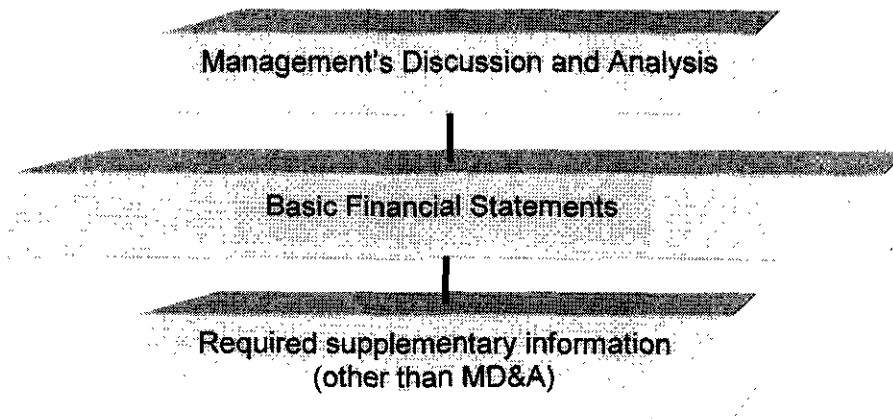 Management's Discussion and Analysis
Basic Financial Statements
Required supplementary information
(other than MD&A)